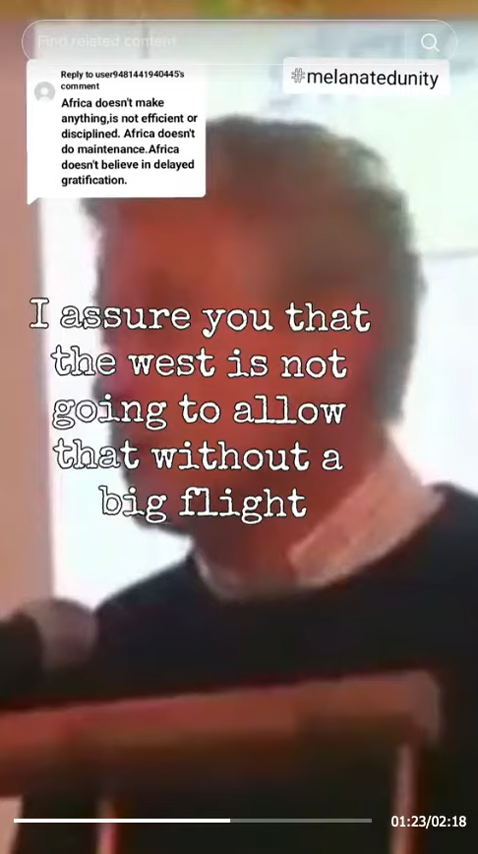 Find related content
Reply to user9481441940445's
comment
Africa doesn't make
anything,is not efficient or
disciplined. Africa doesn't
do maintenance.Africa
doesn't believe in delayed
gratification.
#melanatedunity
I assure you that
the west is not
going to allow
that without a
big flight
01:23/02:18